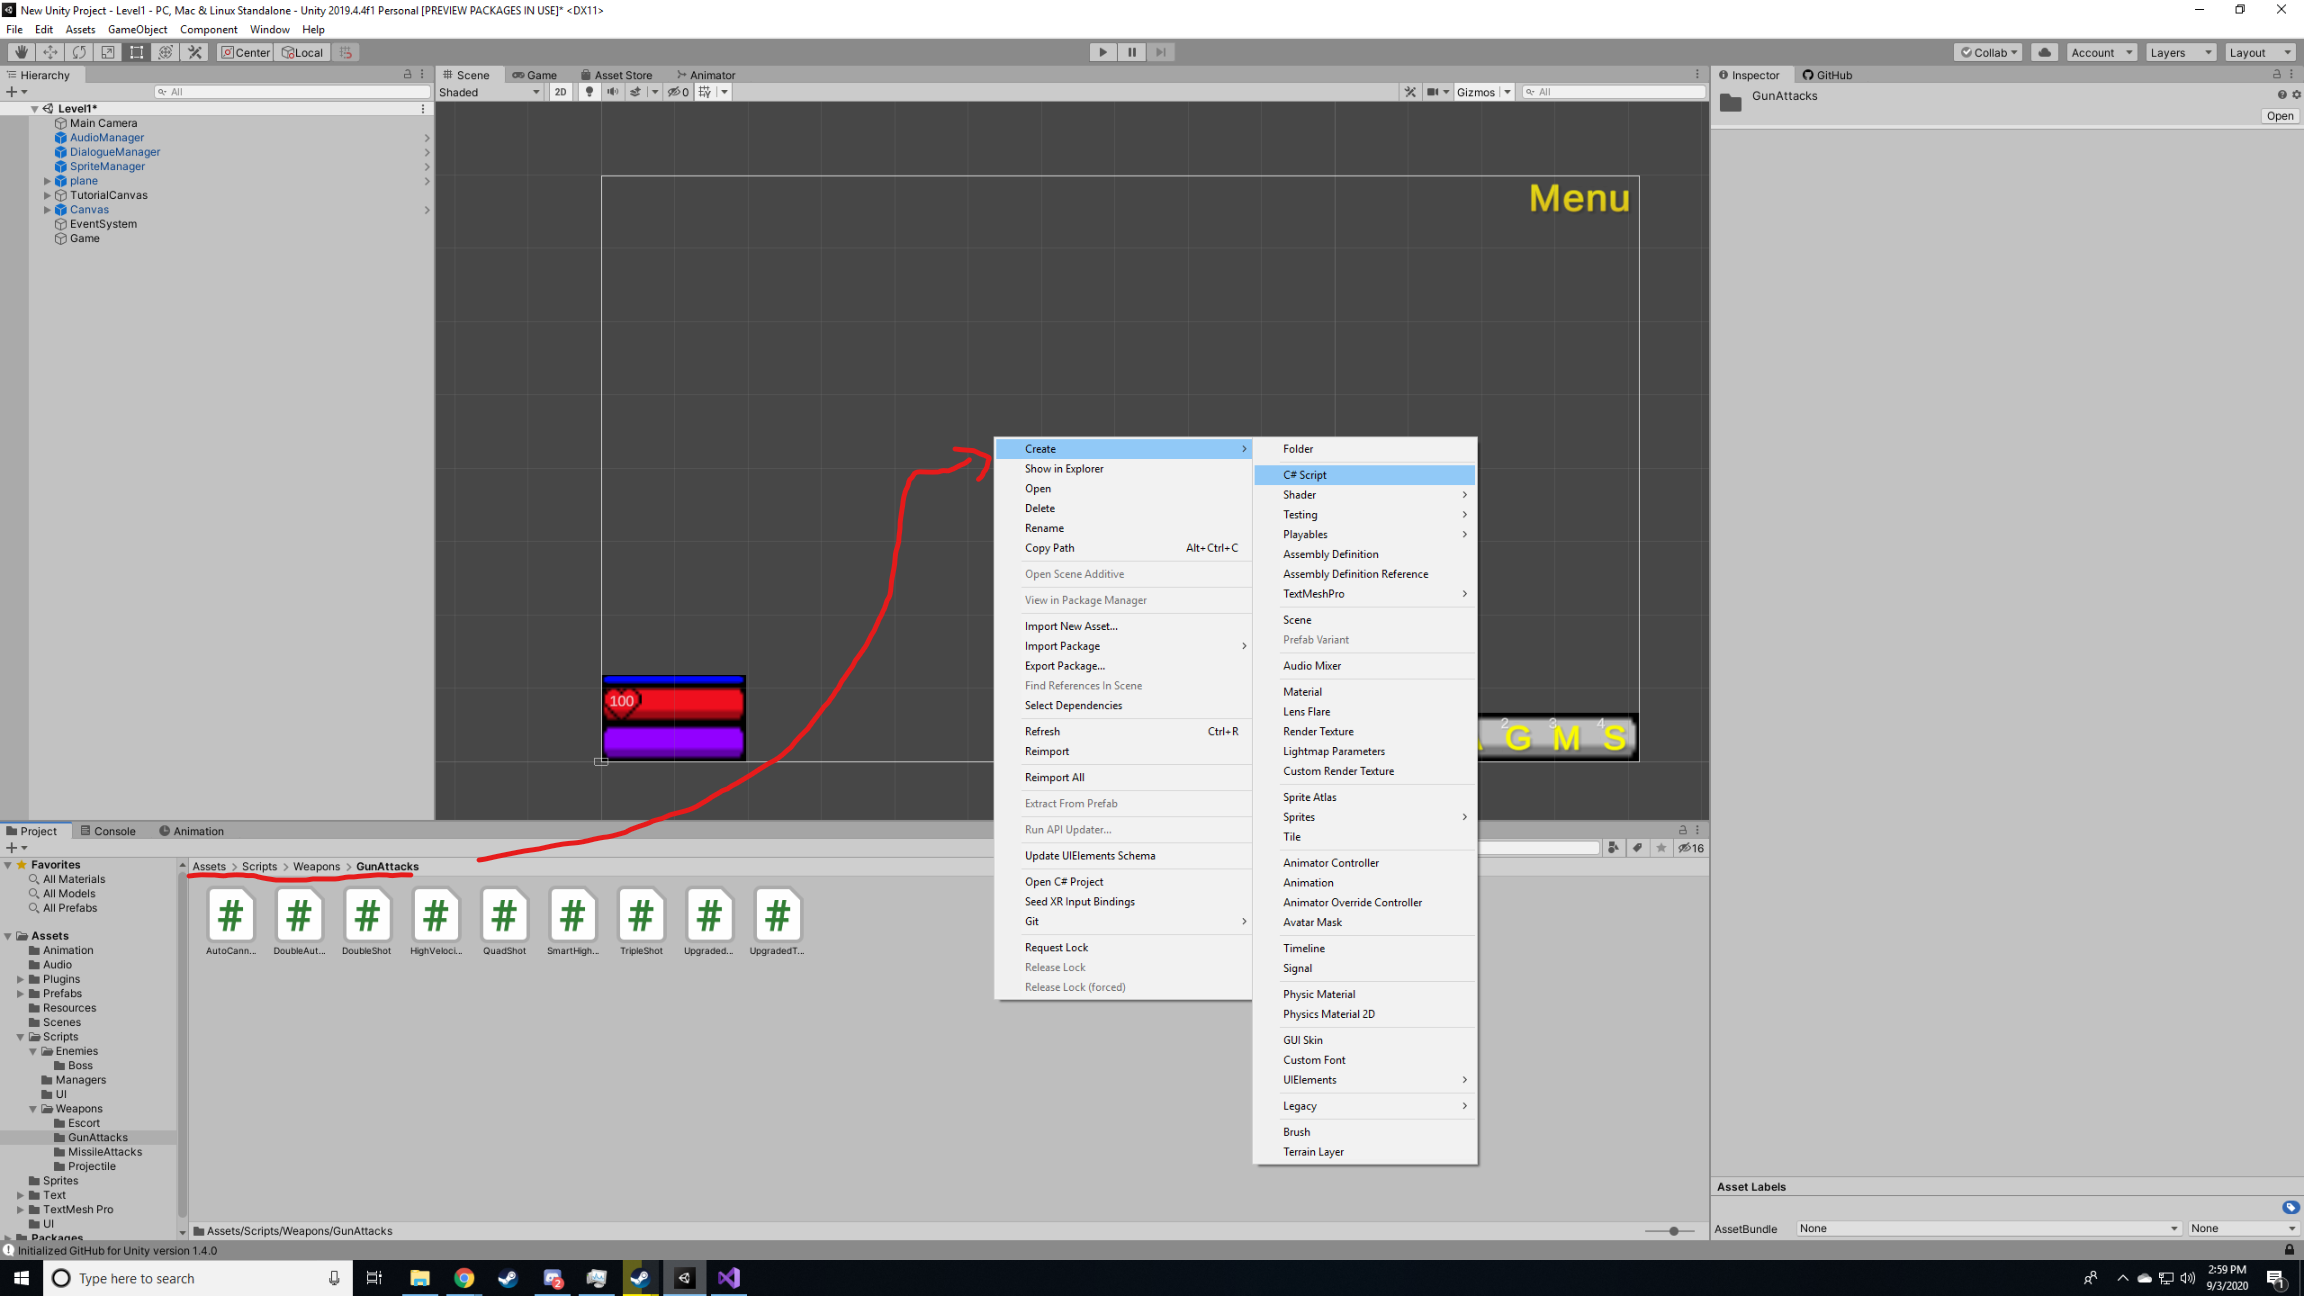 New Unity Project - Level1 - PC, Mac & Linux Standalone - Unity 2019.4.4f1 Personal [PREVIEW PACKAGES IN USE]* <DX11>
File Edit Assets GameObject Component Window Help
Center Local
Collab Account Layers Layout
Hierarchy
All
Level1*
Main Camera
AudioManager
DialogueManager
SpriteManager
plane
TutorialCanvas
Canvas
EventSystem
Game
Scene Game Asset Store Animator
Shaded 2D 0 Gizmos All
Menu
100
2 3 4
G M S
Create
Show in Explorer
Open
Delete
Rename
Copy Path Alt+Ctrl+C
Open Scene Additive
View in Package Manager
Import New Asset...
Import Package
Export Package...
Find References In Scene
Select Dependencies
Refresh Ctrl+R
Reimport
Reimport All
Extract From Prefab
Run API Updater...
Update UIElements Schema
Open C# Project
Seed XR Input Bindings
Git
Request Lock
Release Lock
Release Lock (forced)
Folder
C# Script
Shader
Testing
Playables
Assembly Definition
Assembly Definition Reference
TextMeshPro
Scene
Prefab Variant
Audio Mixer
Material
Lens Flare
Render Texture
Lightmap Parameters
Custom Render Texture
Sprite Atlas
Sprites
Tile
Animator Controller
Animation
Animator Override Controller
Avatar Mask
Timeline
Signal
Physic Material
Physics Material 2D
GUI Skin
Custom Font
UIElements
Legacy
Brush
Terrain Layer
Inspector GitHub
GunAttacks
Open
Asset Labels
AssetBundle None None
Project Console Animation
16
Favorites
All Materials
All Models
All Prefabs
Assets
Animation
Audio
Plugins
Prefabs
Resources
Scenes
Scripts
Enemies
Boss
Managers
UI
Weapons
Escort
GunAttacks
MissileAttacks
Projectile
Sprites
Text
TextMesh Pro
UI
Packages
Assets > Scripts > Weapons > GunAttacks
# # # # # # # # #
AutoCann... DoubleAut... DoubleShot HighVeloci... QuadShot SmartHigh... TripleShot Upgraded... UpgradedT...
Assets/Scripts/Weapons/GunAttacks
Initialized GitHub for Unity version 1.4.0
Type here to search
2
2:59 PM
9/3/2020
1